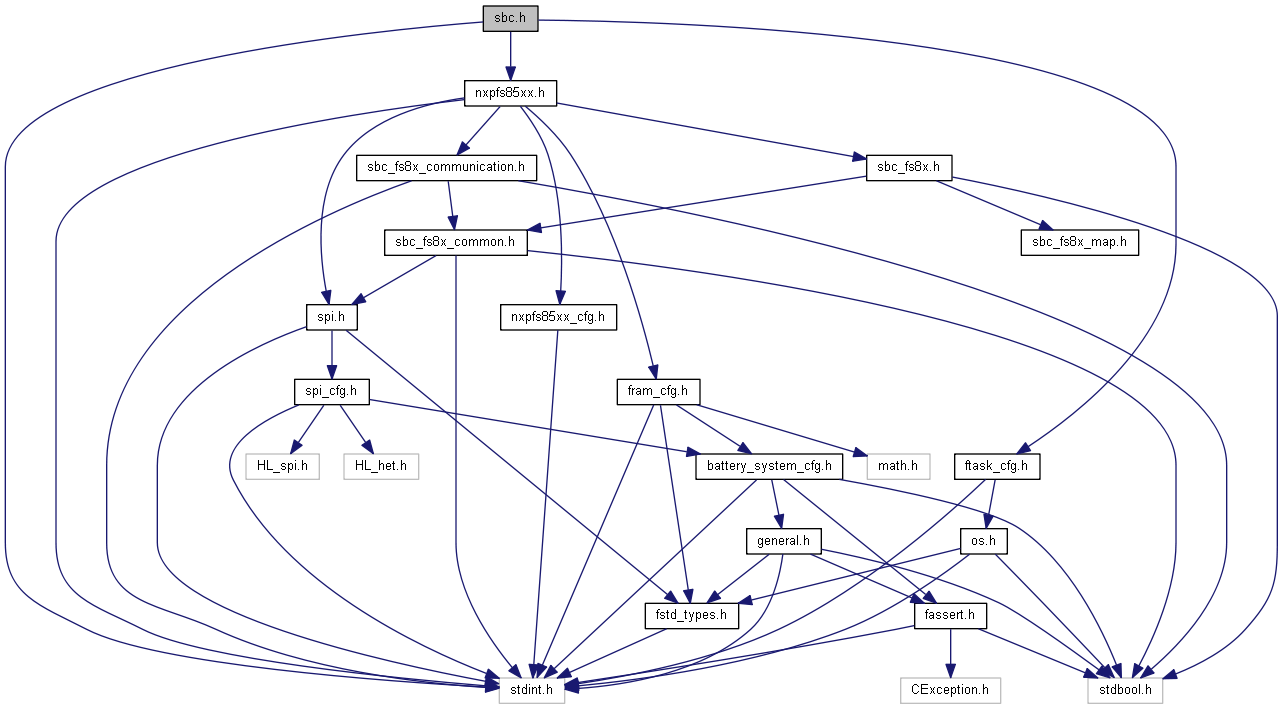 sbc.h
nxpfs85xx.h
sbc_fs8x_communication.h
sbc_fs8x.h
sbc_fs8x_common.h
sbc_fs8x_map.h
spi.h
nxpfs85xx_cfg.h
spi_cfg.h
fram_cfg.h
HL_spi.h
HL_het.h
battery_system_cfg.h
math.h
ftask_cfg.h
general.h
os.h
fstd_types.h
fassert.h
stdint.h
CException.h
stdbool.h